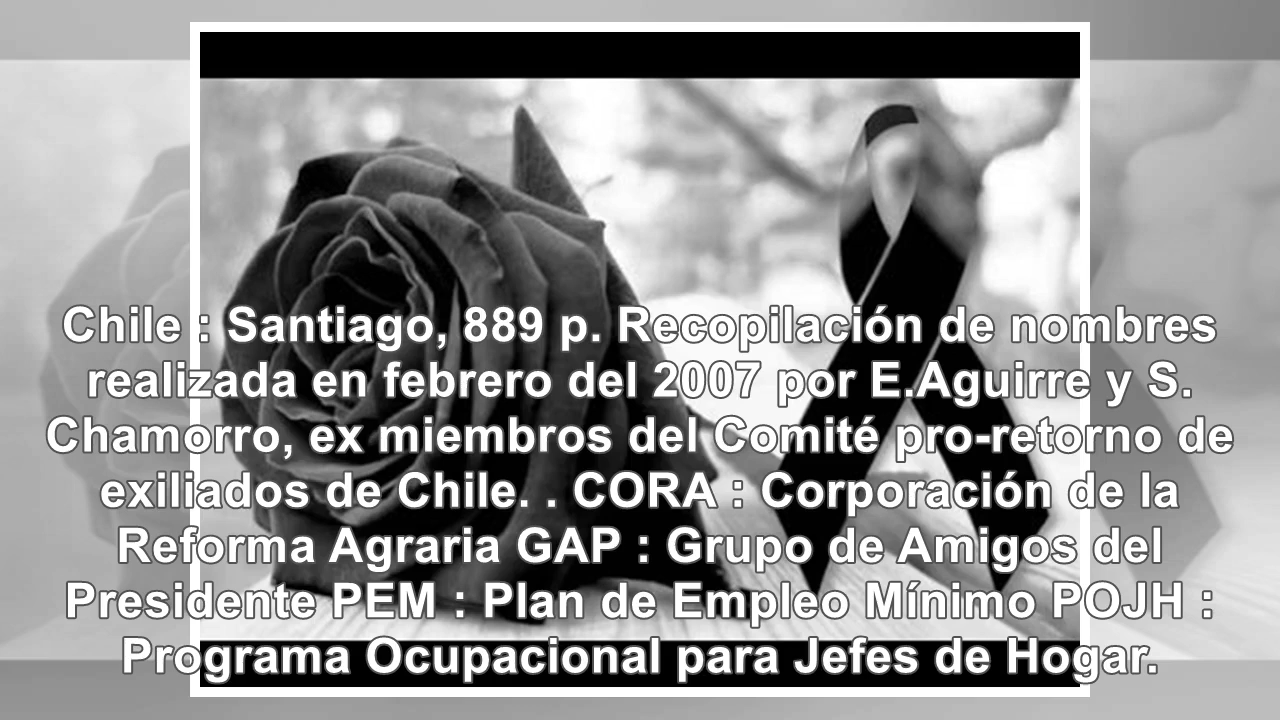 Chile : Santiago, 889 p. Recopilación de nombres
realizada en febrero del 2007 por E.Aguirre y S.
Chamorro, ex miembros del Comité pro-retorno de
exiliados de Chile. . CORA : Corporación de la
Reforma Agraria GAP : Grupo de Amigos del
Presidente PEM : Plan de Empleo Mínimo POJH :
Programa Ocupacional para Jefes de Hogar.